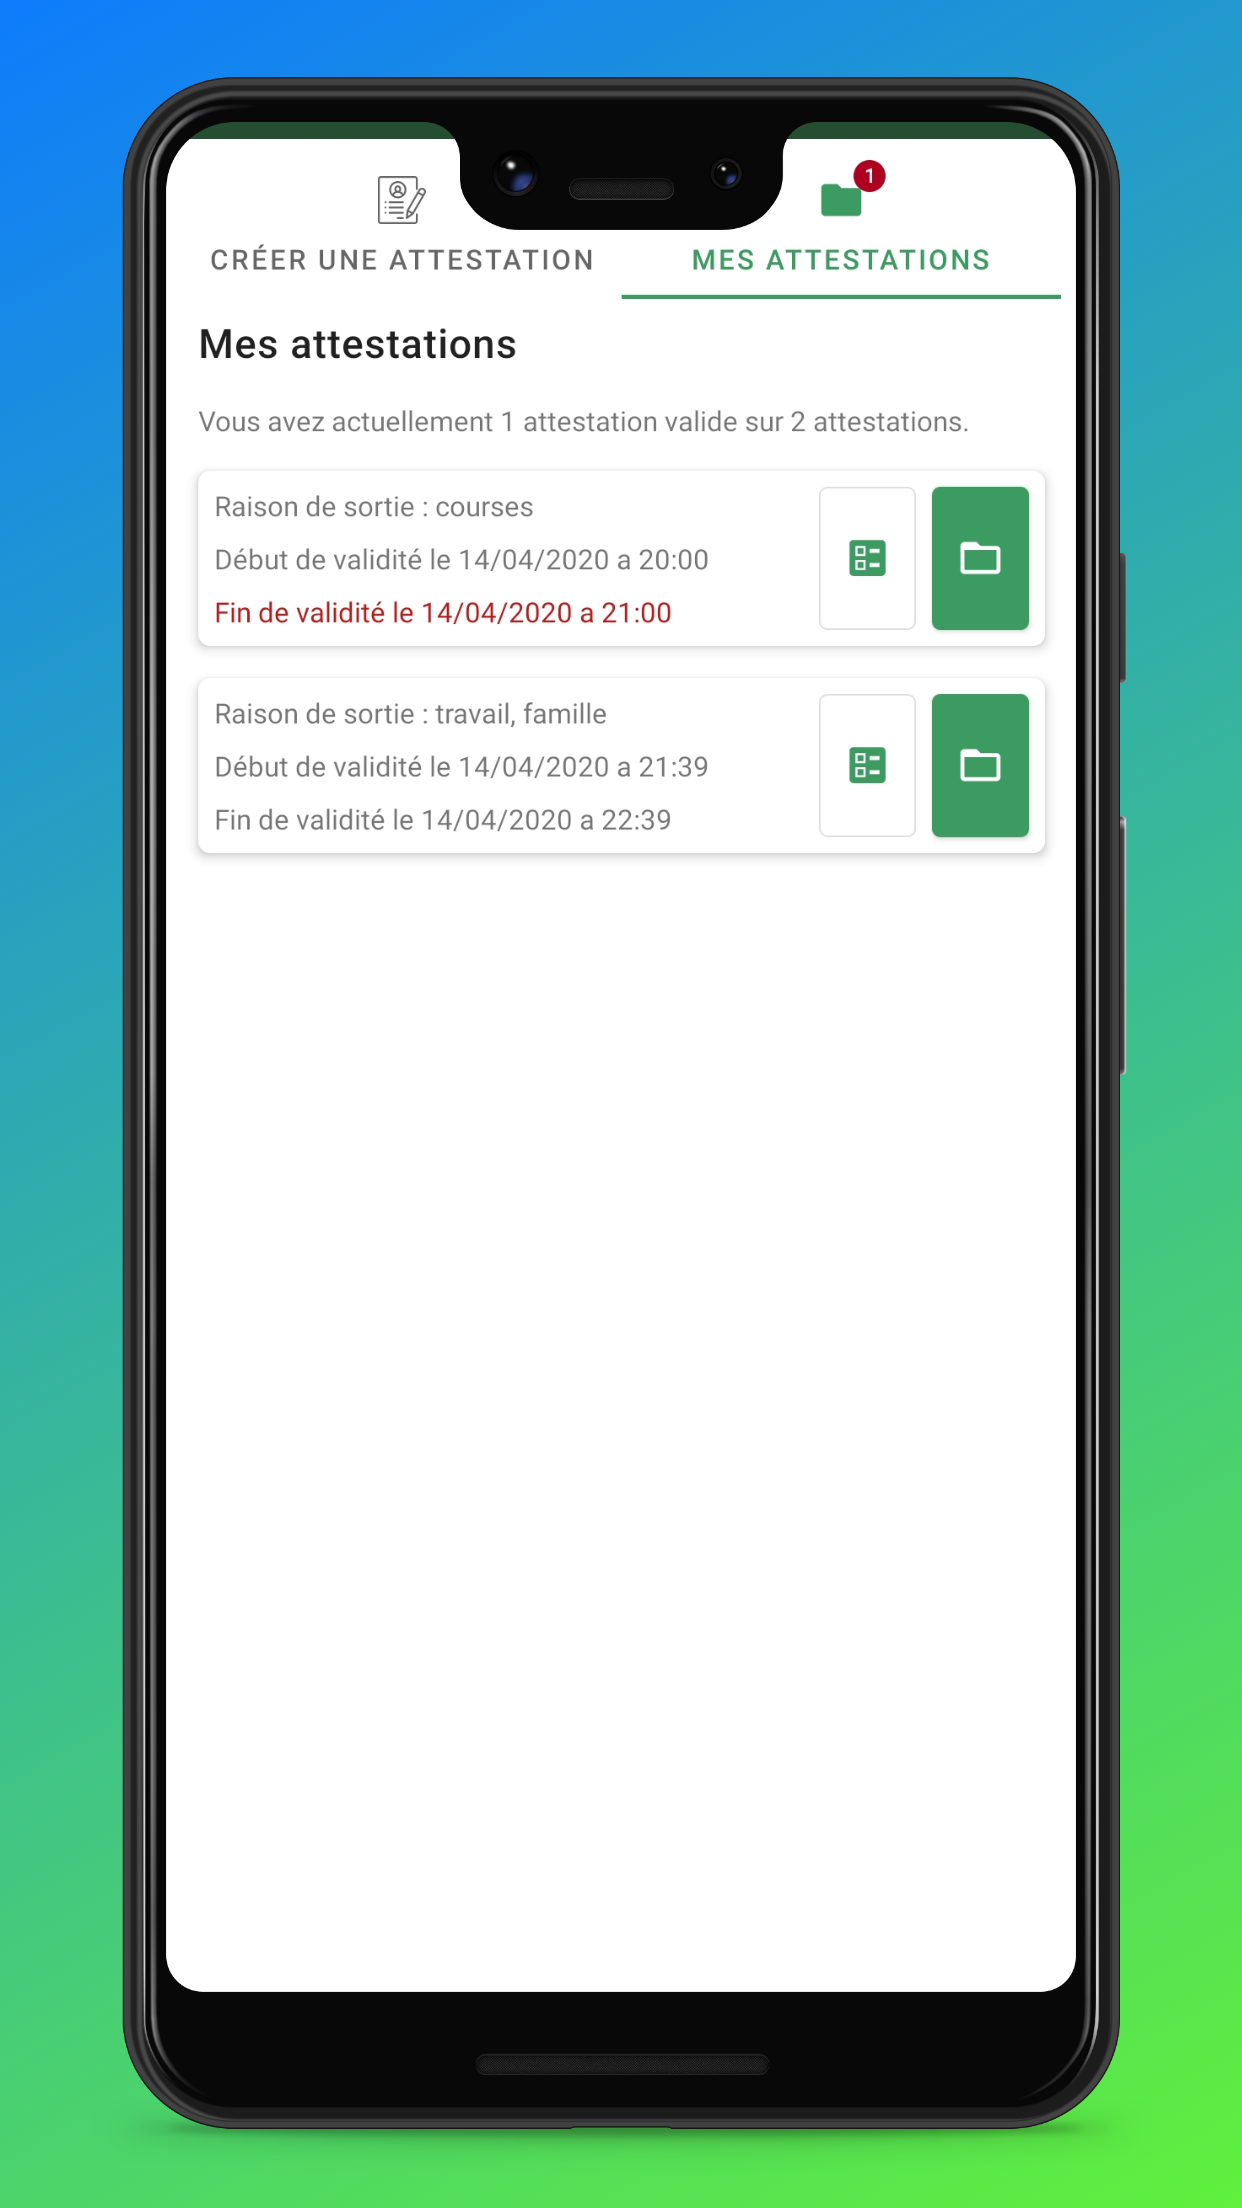 1
CRÉER UNE ATTESTATION
MES ATTESTATIONS
Mes attestations
Vous avez actuellement 1 attestation valide sur 2 attestations.
Raison de sortie : courses
Début de validité le 14/04/2020 a 20:00
Fin de validité le 14/04/2020 a 21:00
Raison de sortie : travail, famille
Début de validité le 14/04/2020 a 21:39
Fin de validité le 14/04/2020 a 22:39